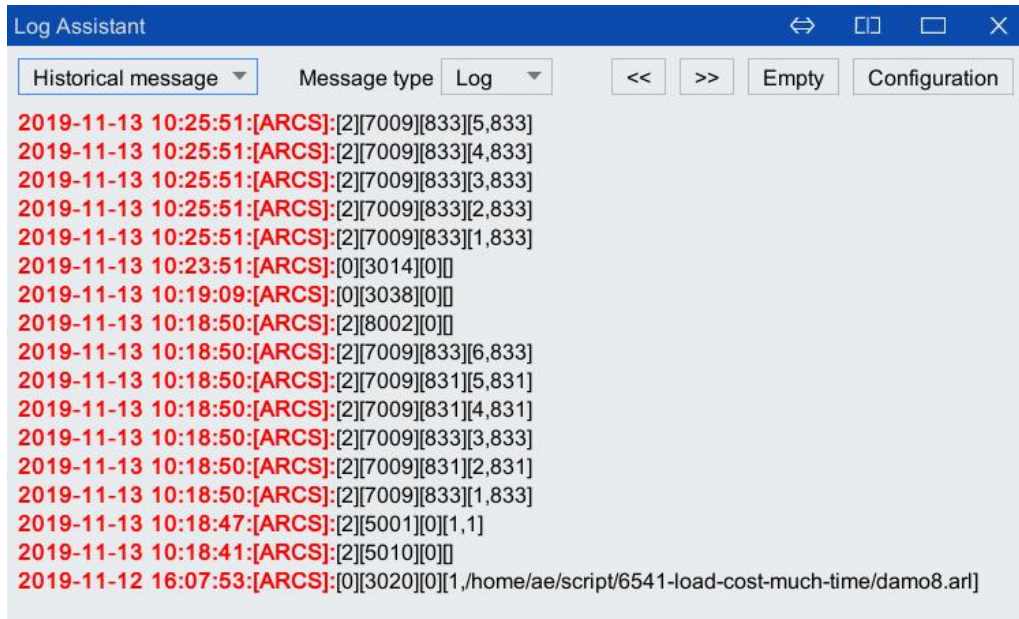 Log Assistant
Historical message Message type Log << >> Empty Configuration
2019-11-13 10:25:51:[ARCS]:[2][7009][833][5,833]
2019-11-13 10:25:51:[ARCS]:[2][7009][833][4,833]
2019-11-13 10:25:51:[ARCS]:[2][7009][833][3,833]
2019-11-13 10:25:51:[ARCS]:[2][7009][833][2,833]
2019-11-13 10:25:51:[ARCS]:[2][7009][833][1,833]
2019-11-13 10:23:51:[ARCS]:[0][3014][0][]
2019-11-13 10:19:09:[ARCS]:[0][3038][0][]
2019-11-13 10:18:50:[ARCS]:[2][8002][0][]
2019-11-13 10:18:50:[ARCS]:[2][7009][833][6,833]
2019-11-13 10:18:50:[ARCS]:[2][7009][831][5,831]
2019-11-13 10:18:50:[ARCS]:[2][7009][831][4,831]
2019-11-13 10:18:50:[ARCS]:[2][7009][833][3,833]
2019-11-13 10:18:50:[ARCS]:[2][7009][831][2,831]
2019-11-13 10:18:50:[ARCS]:[2][7009][833][1,833]
2019-11-13 10:18:47:[ARCS]:[2][5001][0][1,1]
2019-11-13 10:18:41:[ARCS]:[2][5010][0][]
2019-11-12 16:07:53:[ARCS]:[0][3020][0][1,/home/ae/script/6541-load-cost-much-time/damo8.arl]